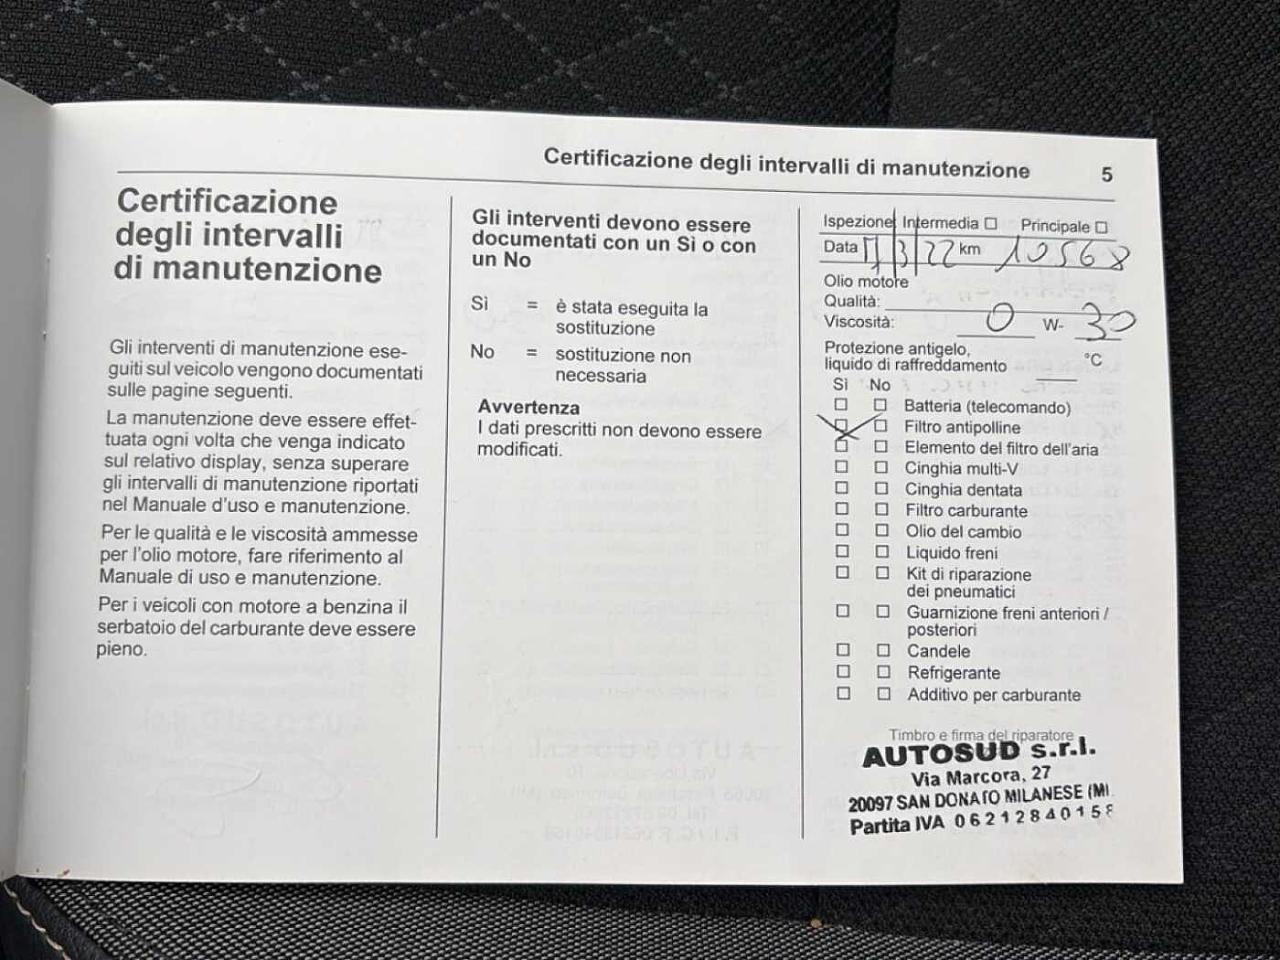 Certificazione degli intervalli di manutenzione 5
Certificazione
degli intervalli
di manutenzione
Gli interventi di manutenzione ese-
guiti sul veicolo vengono documentati
sulle pagine seguenti.
La manutenzione deve essere effet-
tuata ogni volta che venga indicato
sul relativo display, senza superare
gli intervalli di manutenzione riportati
nel Manuale d'uso e manutenzione.
Per le qualità e le viscosità ammesse
per l'olio motore, fare riferimento al
Manuale di uso e manutenzione.
Per i veicoli con motore a benzina il
serbatoio del carburante deve essere
pieno.
Gli interventi devono essere
documentati con un Sì o con
un No
Sì = è stata eseguita la
sostituzione
No = sostituzione non
necessaria
Avvertenza
I dati prescritti non devono essere
modificati.
Ispezione Intermedia Principale
Data 3 22 km 10568
Olio motore
Qualità:
Viscosità: 0 W- 30
Protezione antigelo,
liquido di raffreddamento °C
Sì No
Batteria (telecomando)
Filtro antipolline
Elemento del filtro dell'aria
Cinghia multi-V
Cinghia dentata
Filtro carburante
Olio del cambio
Liquido freni
Kit di riparazione
dei pneumatici
Guarnizione freni anteriori /
posteriori
Candele
Refrigerante
Additivo per carburante
Timbro e firma del riparatore
AUTOSUD s.r.l.
Via Marcora, 27
20097 SAN DONATO MILANESE (MI
Partita IVA 06212840158